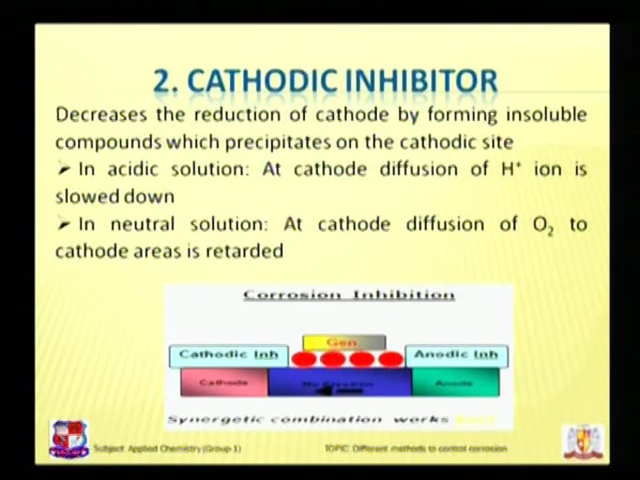 2. CATHODIC INHIBITOR
Decreases the reduction of cathode by forming insoluble
compounds which precipitates on the cathodic site
➢ In acidic solution: At cathode diffusion of H⁺ ion is
slowed down
➢ In neutral solution: At cathode diffusion of O₂ to
cathode areas is retarded
Corrosion Inhibition
Gen
Cathodic Inh
Anodic Inh
Cathode
No Electron
Anode
Synergetic combination works
Subject: Applied Chemistry (Group-1)
TOPIC: Different methods to control corrosion